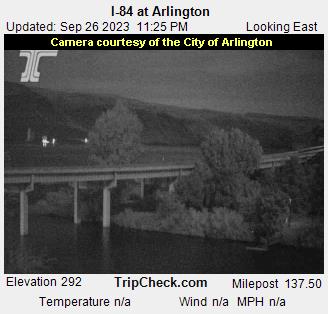 I-84 at Arlington
Updated: Sep 26 2023 11:25 PM Looking East
Camera courtesy of the City of Arlington
Elevation 292 TripCheck.com Milepost 137.50
Temperature n/a Wind n/a MPH n/a